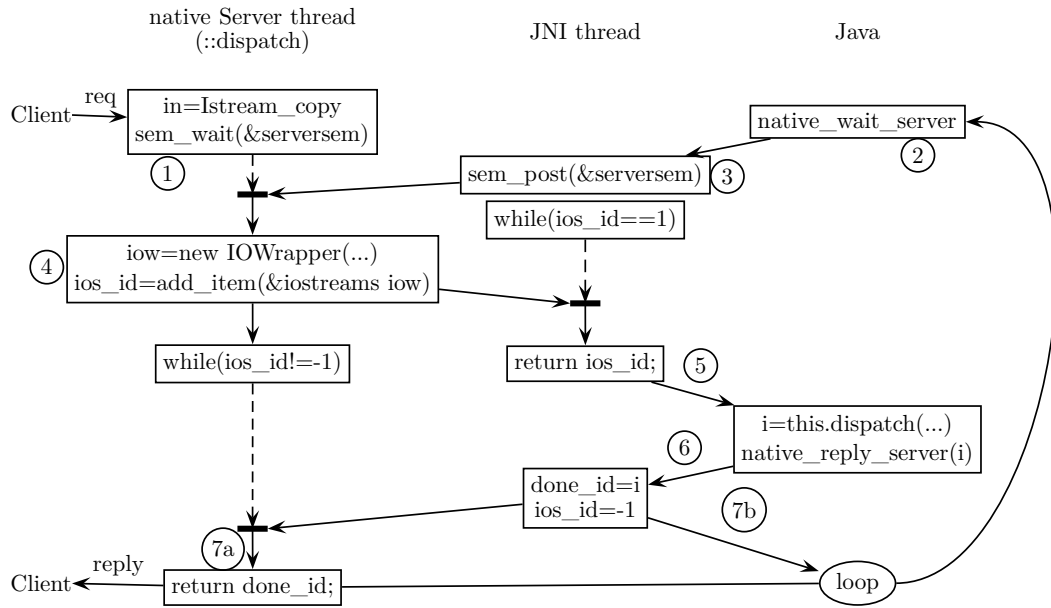 native Server thread
(::dispatch)
JNI thread
Java
Client
req
in=Istream_copy
sem_wait(&serversem)
native_wait_server
1
2
sem_post(&serversem)
3
while(ios_id==1)
4
iow=new IOWrapper(...)
ios_id=add_item(&iostreams iow)
while(ios_id!=-1)
return ios_id;
5
i=this.dispatch(...)
native_reply_server(i)
6
done_id=i
ios_id=-1
7b
7a
Client
reply
return done_id;
loop